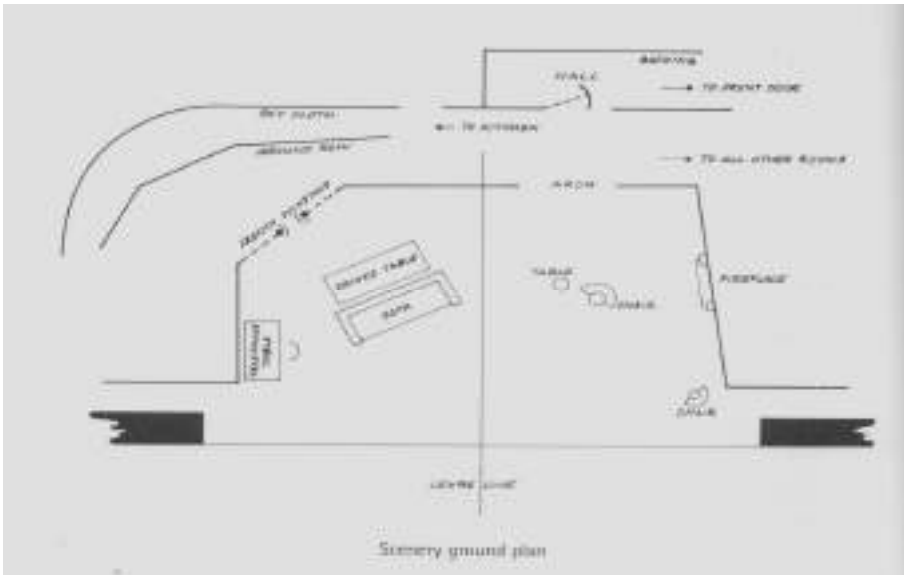 BACKING
HALL
TO FRONT DOOR
SKY CLOTH
TO KITCHEN
GROUND ROW
TO ALL OTHER ROOMS
ARCH
FRENCH WINDOWS
DRINKS TABLE
TABLE
FIREPLACE
SOFA
CHAIR
CHAIR
CENTRE LINE
Scenery ground plan